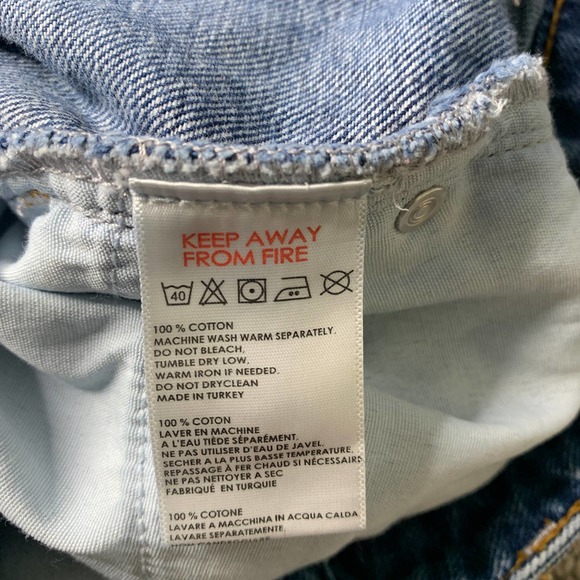 KEEP AWAY
FROM FIRE
40
100 % COTTON
MACHINE WASH WARM SEPARATELY.
DO NOT BLEACH,
TUMBLE DRY LOW.
WARM IRON IF NEEDED.
DO NOT DRYCLEAN
MADE IN TURKEY
100 % COTON
LAVER EN MACHINE
A L'EAU TIÈDE SÉPARÉMENT.
NE PAS UTILISER D'EAU DE JAVEL.
SECHER A LA PLUS BASSE TEMPÉRATURE.
REPASSAGE À FER CHAUD SI NÉCESSAIRE
NE PAS NETTOYER A SEC
FABRIQUÉ EN TURQUIE
100 % COTONE
LAVARE A MACCHINA IN ACQUA CALDA
LAVARE SEPARATAMENTE.